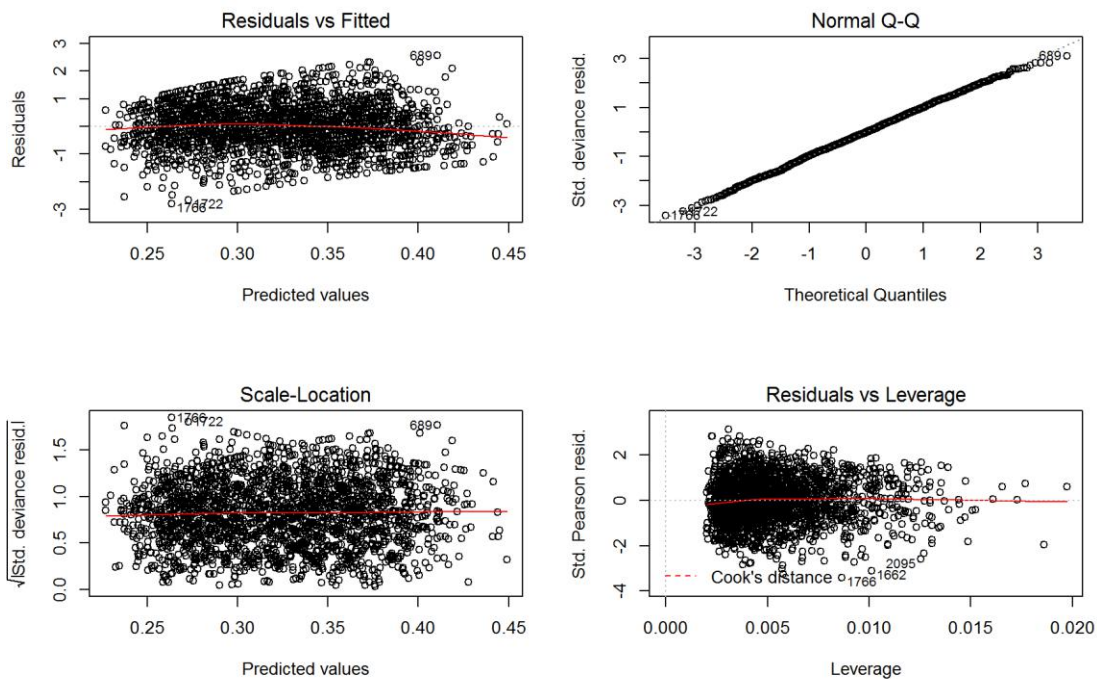 Residuals vs Fitted
Residuals
3
2
1
-1
-3
689
1766
1722
0.25 0.30 0.35 0.40 0.45
Predicted values
Normal Q-Q
Std. deviance resid.
3
1
-1
-3
689
1722
1766
-3 -2 -1 0 1 2 3
Theoretical Quantiles
Scale-Location
√|Std. deviance resid.|
1.5
1.0
0.5
0.0
1766
1722
689
0.25 0.30 0.35 0.40 0.45
Predicted values
Residuals vs Leverage
Std. Pearson resid.
2
0
-2
-4
2095
Cook's distance
1766
1662
0.000 0.005 0.010 0.015 0.020
Leverage